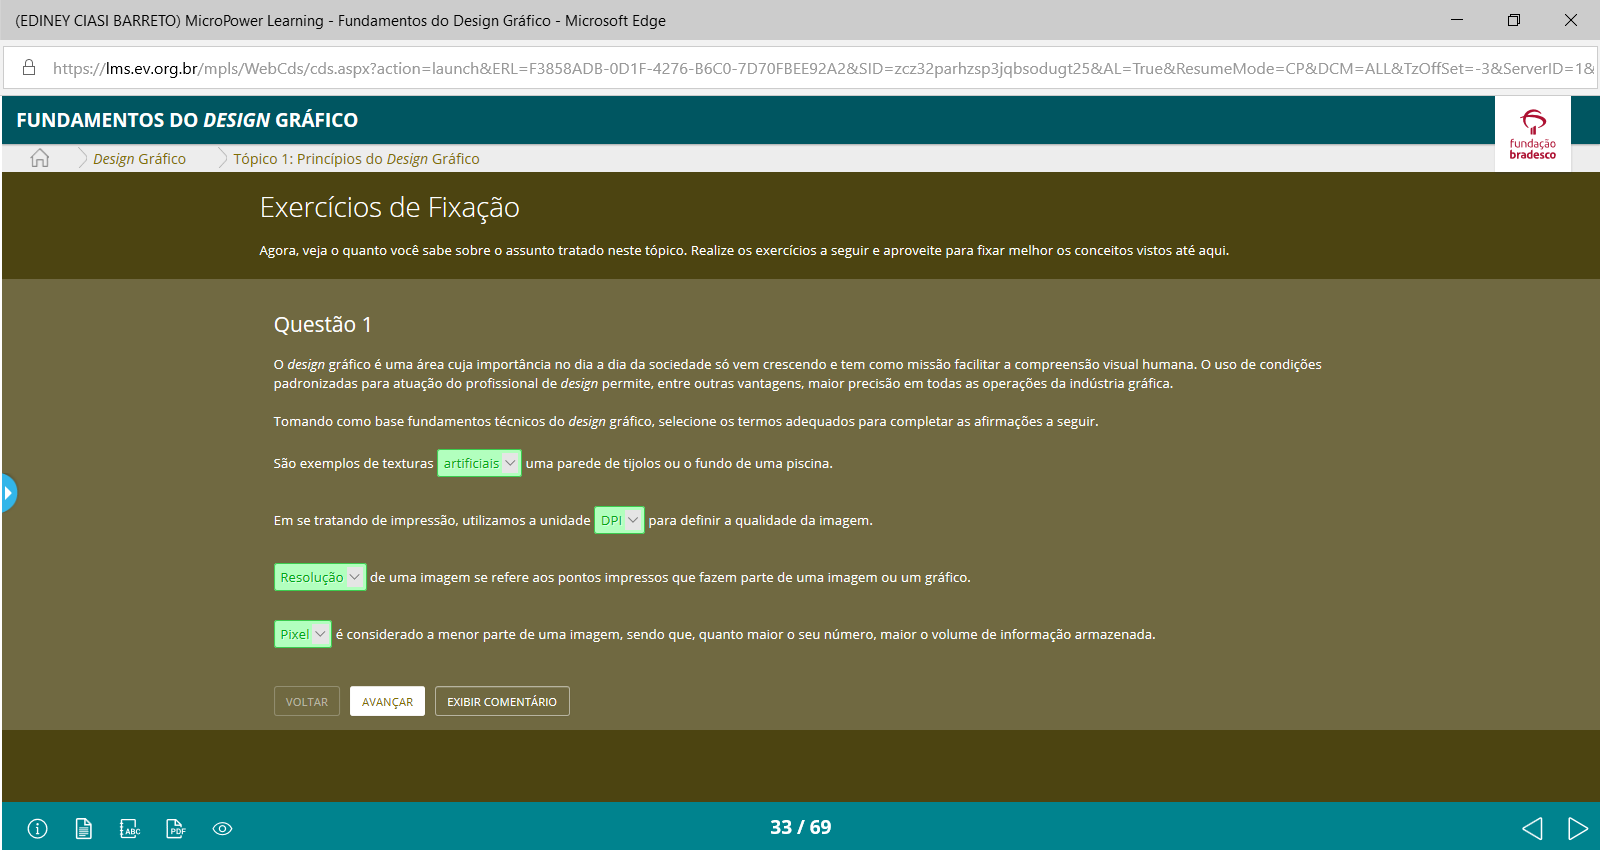 (EDINEY CIASI BARRETO) MicroPower Learning - Fundamentos do Design Gráfico - Microsoft Edge
https://lms.ev.org.br/mpls/WebCds/cds.aspx?action=launch&ERL=F3858ADB-0D1F-4276-B6C0-7D70FBEE92A2&SID=zcz32parhzsp3jqbsodugt25&AL=True&ResumeMode=CP&DCM=ALL&TzOffSet=-3&ServerID=1&
FUNDAMENTOS DO DESIGN GRÁFICO
fundação
bradesco
Design Gráfico Tópico 1: Princípios do Design Gráfico
Exercícios de Fixação
Agora, veja o quanto você sabe sobre o assunto tratado neste tópico. Realize os exercícios a seguir e aproveite para fixar melhor os conceitos vistos até aqui.
Questão 1
O design gráfico é uma área cuja importância no dia a dia da sociedade só vem crescendo e tem como missão facilitar a compreensão visual humana. O uso de condições
padronizadas para atuação do profissional de design permite, entre outras vantagens, maior precisão em todas as operações da indústria gráfica.
Tomando como base fundamentos técnicos do design gráfico, selecione os termos adequados para completar as afirmações a seguir.
São exemplos de texturas artificiais uma parede de tijolos ou o fundo de uma piscina.
Em se tratando de impressão, utilizamos a unidade DPI para definir a qualidade da imagem.
Resolução de uma imagem se refere aos pontos impressos que fazem parte de uma imagem ou um gráfico.
Pixel é considerado a menor parte de uma imagem, sendo que, quanto maior o seu número, maior o volume de informação armazenada.
VOLTAR AVANÇAR EXIBIR COMENTÁRIO
ABC PDF 33 / 69